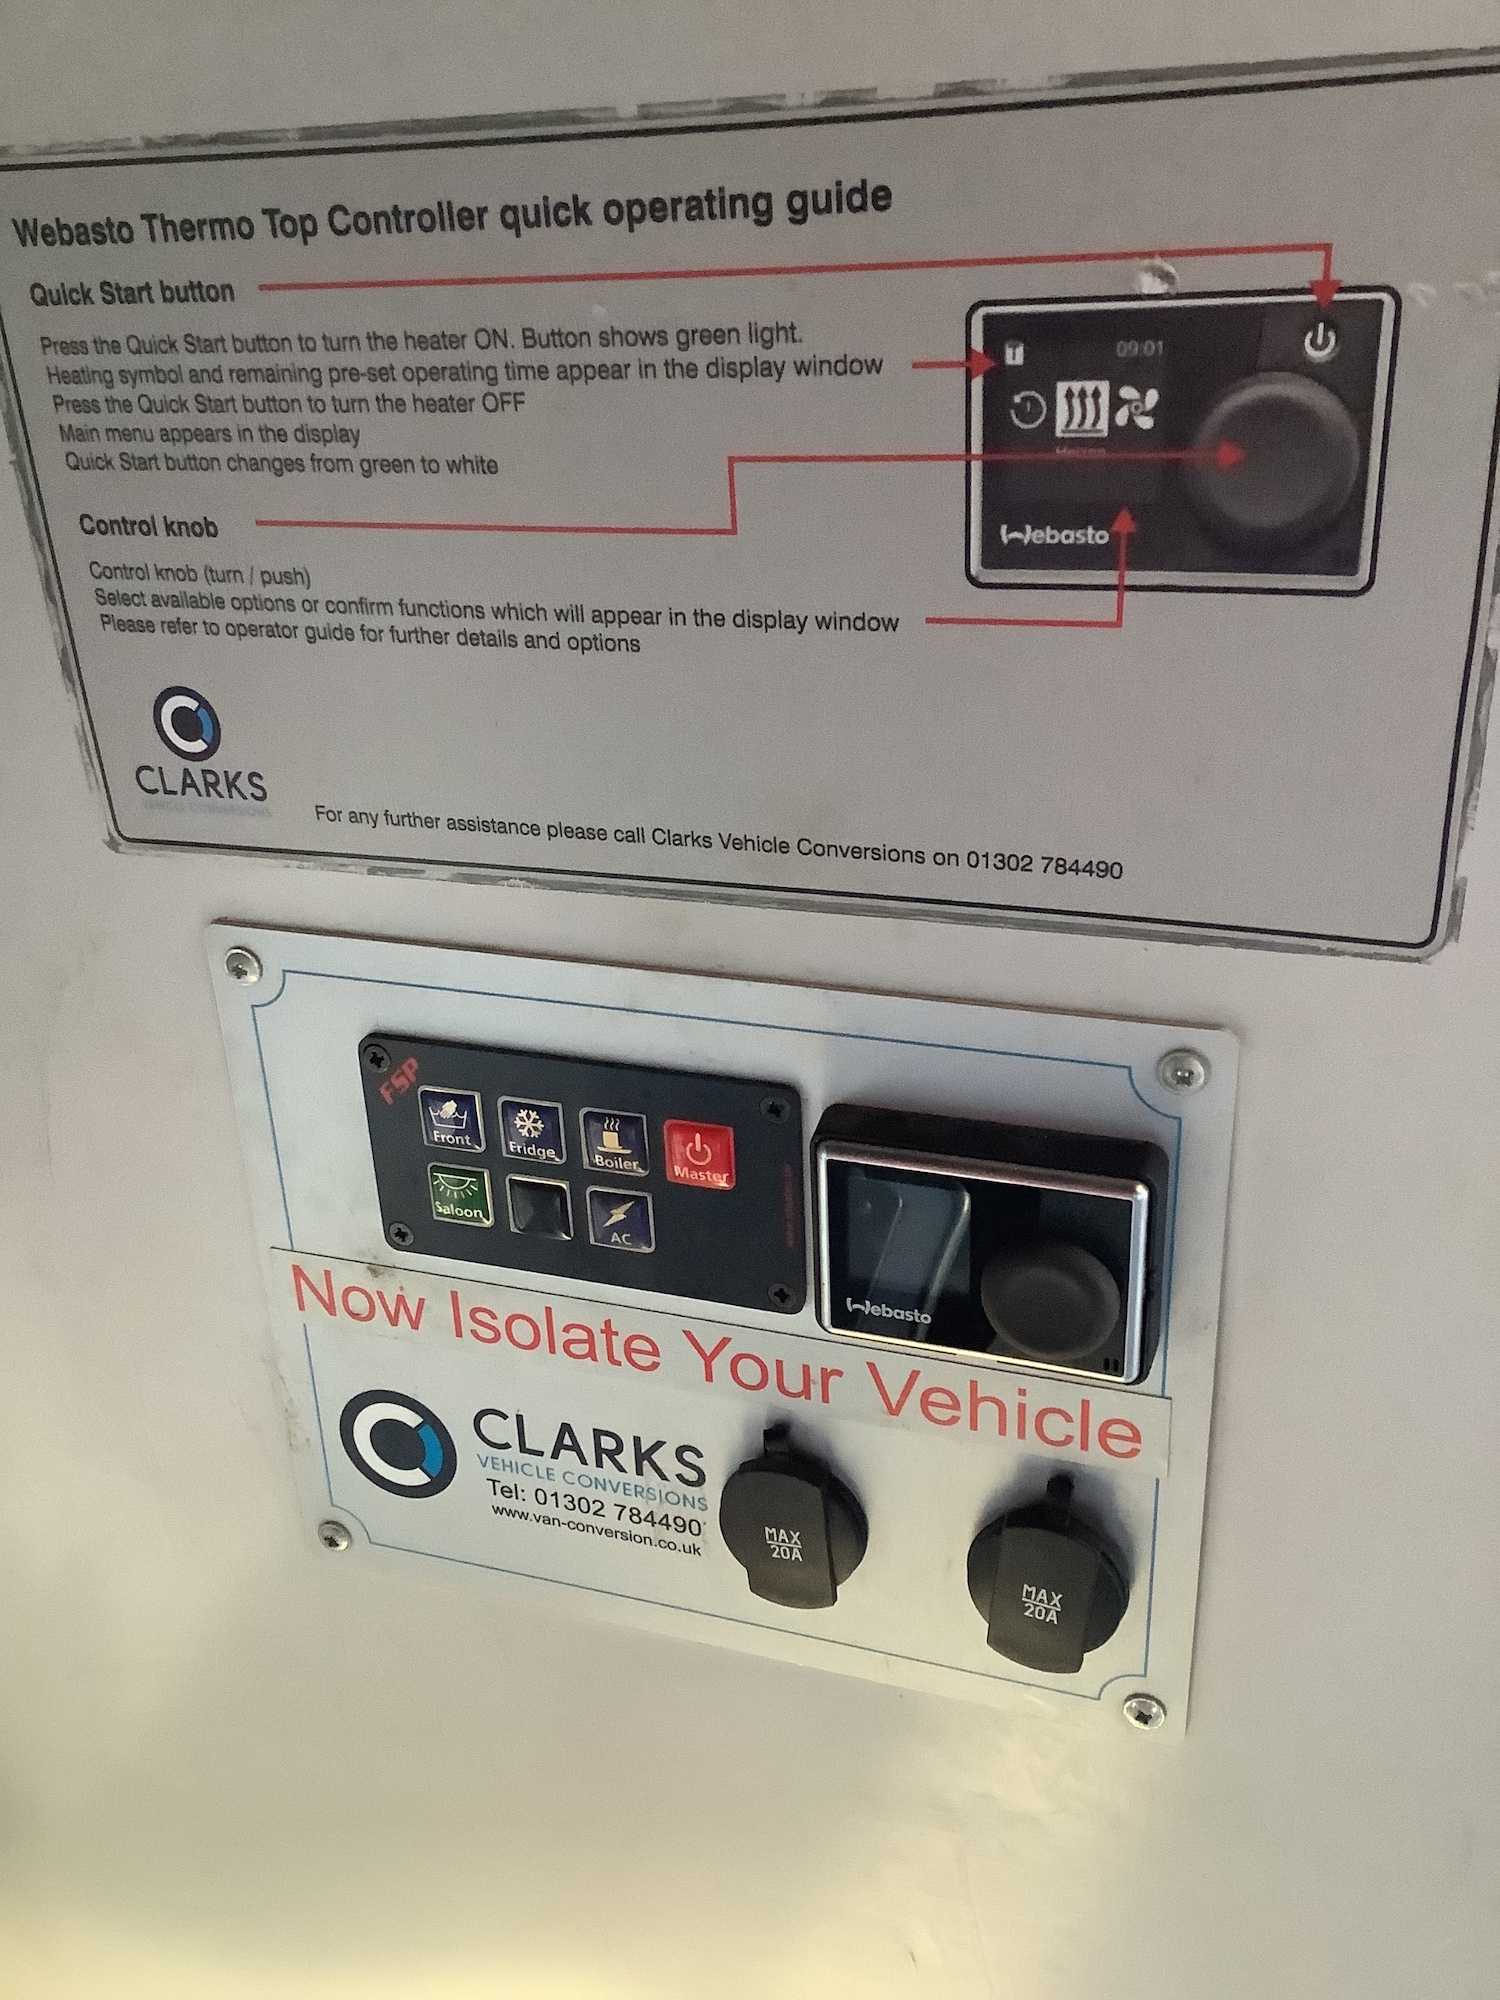 Webasto Thermo Top Controller quick operating guide
Quick Start button
Press the Quick Start button to turn the heater ON. Button shows green light.
Heating symbol and remaining pre-set operating time appear in the display window
Press the Quick Start button to turn the heater OFF
Main menu appears in the display
Quick Start button changes from green to white
09:01
Webasto
Control knob
Control knob (turn / push)
Select available options or confirm functions which will appear in the display window
Please refer to operator guide for further details and options
CLARKS
For any further assistance please call Clarks Vehicle Conversions on 01302 784490
FSP
Front
Fridge
Boiler
Master
Saloon
AC
Webasto
Now Isolate Your Vehicle
CLARKS
VEHICLE CONVERSIONS
Tel: 01302 784490
www.van-conversion.co.uk
MAX
20A
MAX
20A